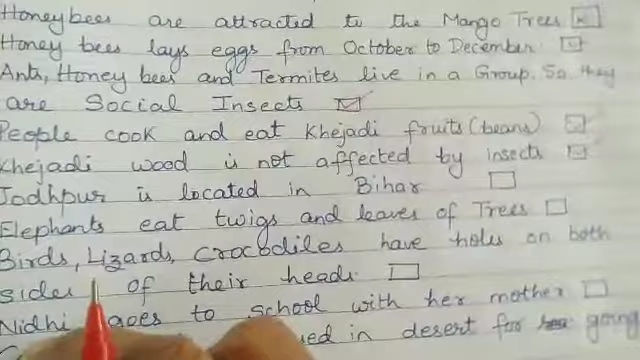 Honeybees are attracted to the Mango Trees
Honey bees lays eggs from October to December
Ants, Honey bees and Termites live in a Group. So they
are Social Insects
People cook and eat Khejadi fruits (beans)
Khejadi wood is not affected by insects
Jodhpur is located in Bihar
Elephants eat twigs and leaves of Trees
Birds, Lizards, Crocodiles have holes on both
sides of their heads
Nidhi goes to school with her mother
in desert for going